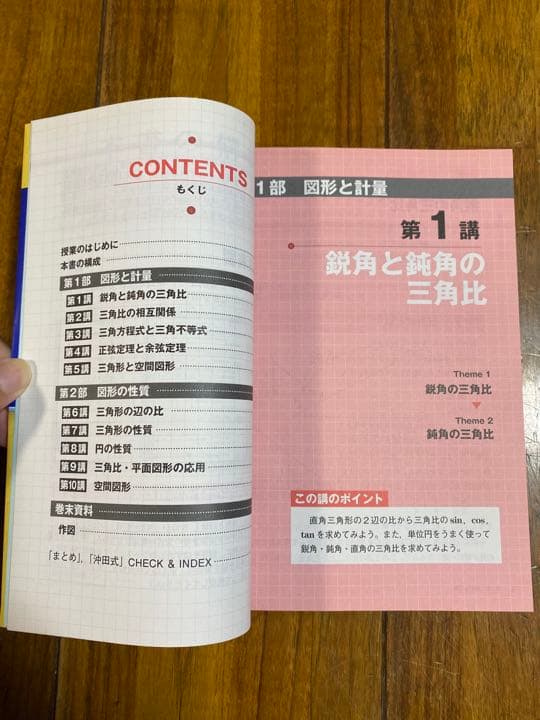 CONTENTS
もくじ
授業のはじめに
本書の構成
第1部 図形と計量
第1講 鋭角と鈍角の三角比
第2講 三角比の相互関係
第3講 三角方程式と三角不等式
第4講 正弦定理と余弦定理
第5講 三角形と空間図形
第2部 図形の性質
第6講 三角形の辺の比
第7講 三角形の性質
第8講 円の性質
第9講 三角比・平面図形の応用
第10講 空間図形
巻末資料
作図
「まとめ」,「沖田式」CHECK & INDEX
1部 図形と計量
第1講
鋭角と鈍角の
三角比
Theme 1
鋭角の三角比
Theme 2
鈍角の三角比
この講のポイント
直角三角形の2辺の比から三角比の sin, cos,
tan を求めてみよう。また，単位円をうまく使って
鋭角・鈍角・直角の三角比を求めてみよう。